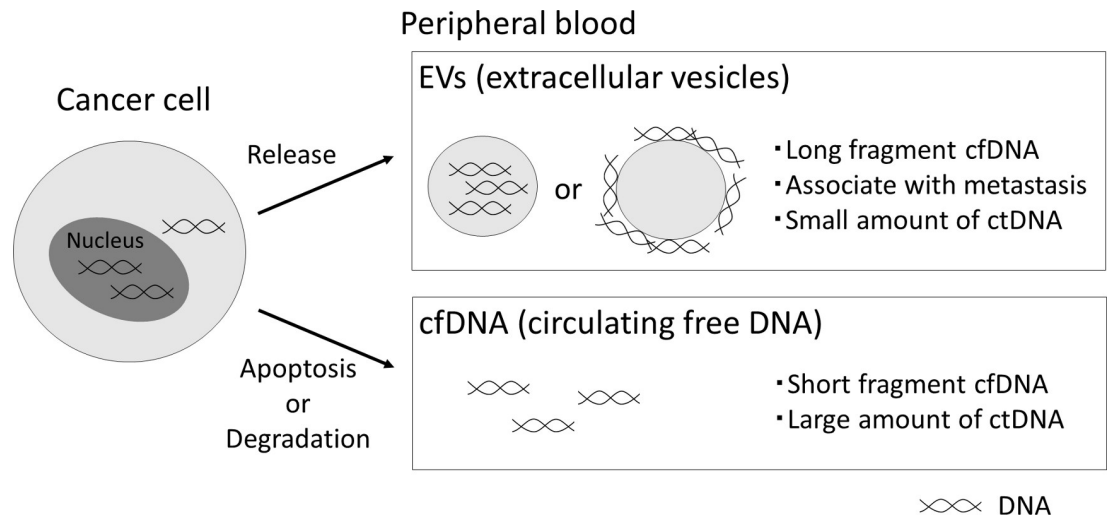 Peripheral blood
EVs (extracellular vesicles)
Cancer cell
Release
or
・Long fragment cfDNA
・Associate with metastasis
・Small amount of ctDNA
Nucleus
cfDNA (circulating free DNA)
Apoptosis
or
Degradation
・Short fragment cfDNA
・Large amount of ctDNA
DNA